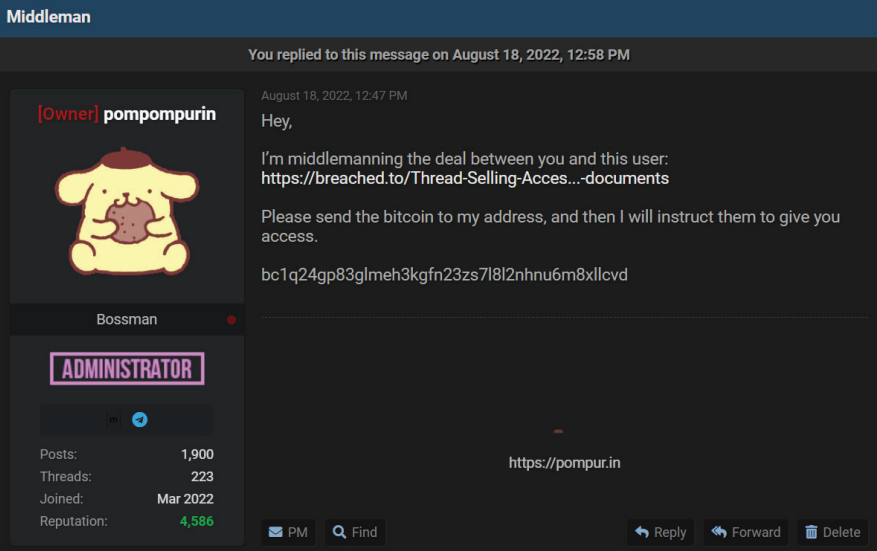 Middleman
You replied to this message on August 18, 2022, 12:58 PM
[Owner] pompompurin
Bossman
ADMINISTRATOR
m
Posts: 1,900
Threads: 223
Joined: Mar 2022
Reputation: 4,586
August 18, 2022, 12:47 PM
Hey,
I'm middlemanning the deal between you and this user:
https://breached.to/Thread-Selling-Acces...-documents
Please send the bitcoin to my address, and then I will instruct them to give you
access.
bc1q24gp83glmeh3kgfn23zs7l8l2nhnu6m8xllcvd
https://pompur.in
PM
Find
Reply
Forward
Delete